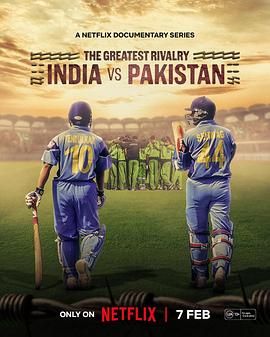 A NETFLIX DOCUMENTARY SERIES
THE GREATEST RIVALRY
INDIA VS PAKISTAN
TENDULKAR
10
SEHWAG
44
ONLY ON NETFLIX | 7 FEB